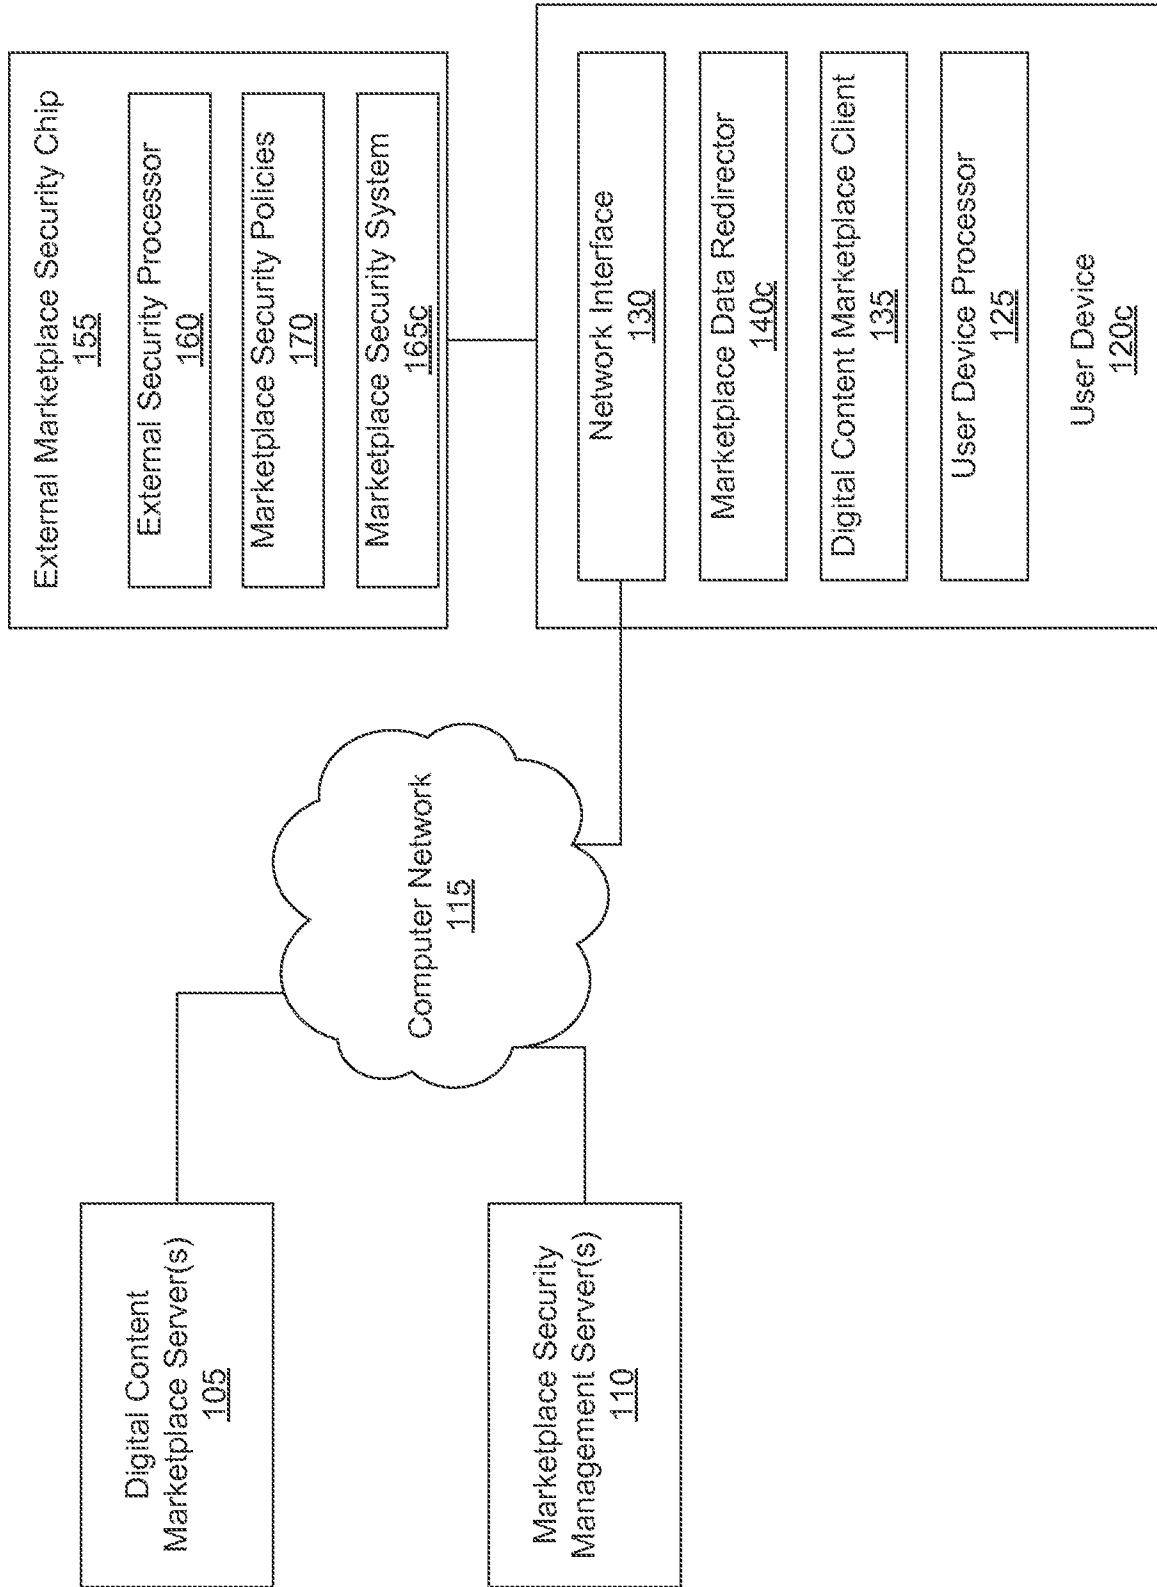 Digital Content
Marketplace Server(s)
105
Marketplace Security
Management Server(s)
110
Computer Network
115
External Marketplace Security Chip
155
External Security Processor
160
Marketplace Security Policies
170
Marketplace Security System
165c
Network Interface
130
Marketplace Data Redirector
140c
Digital Content Marketplace Client
135
User Device Processor
125
User Device
120c